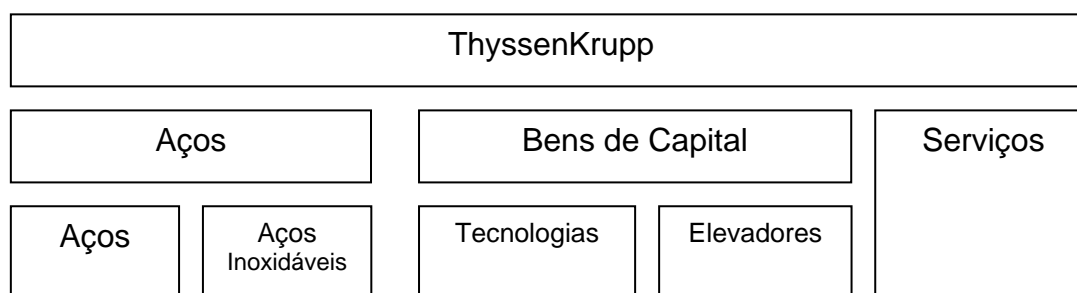 ThyssenKrupp
Aços
Bens de Capital
Serviços
Aços
Aços
Inoxidáveis
Tecnologias
Elevadores